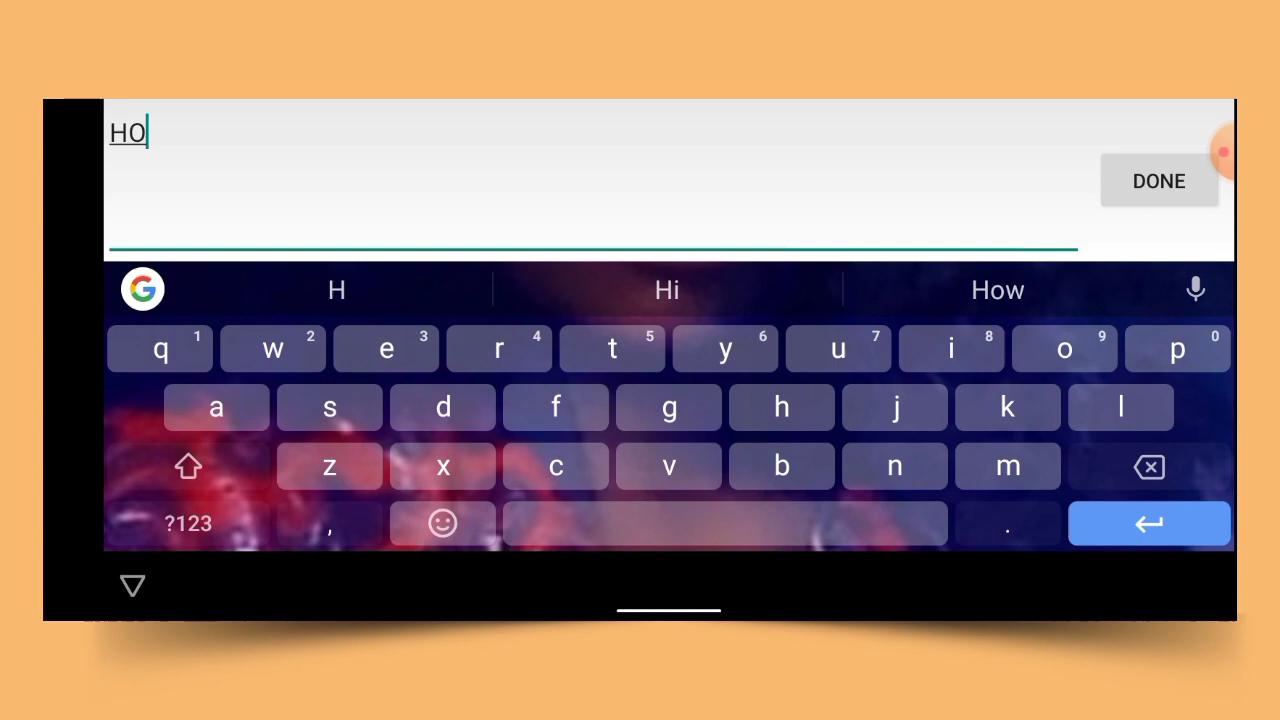 HO
DONE
H Hi How
q 1 w 2 e 3 r 4 t 5 y 6 u 7 i 8 o 9 p 0
a s d f g h j k l
z x c v b n m
?123 , .